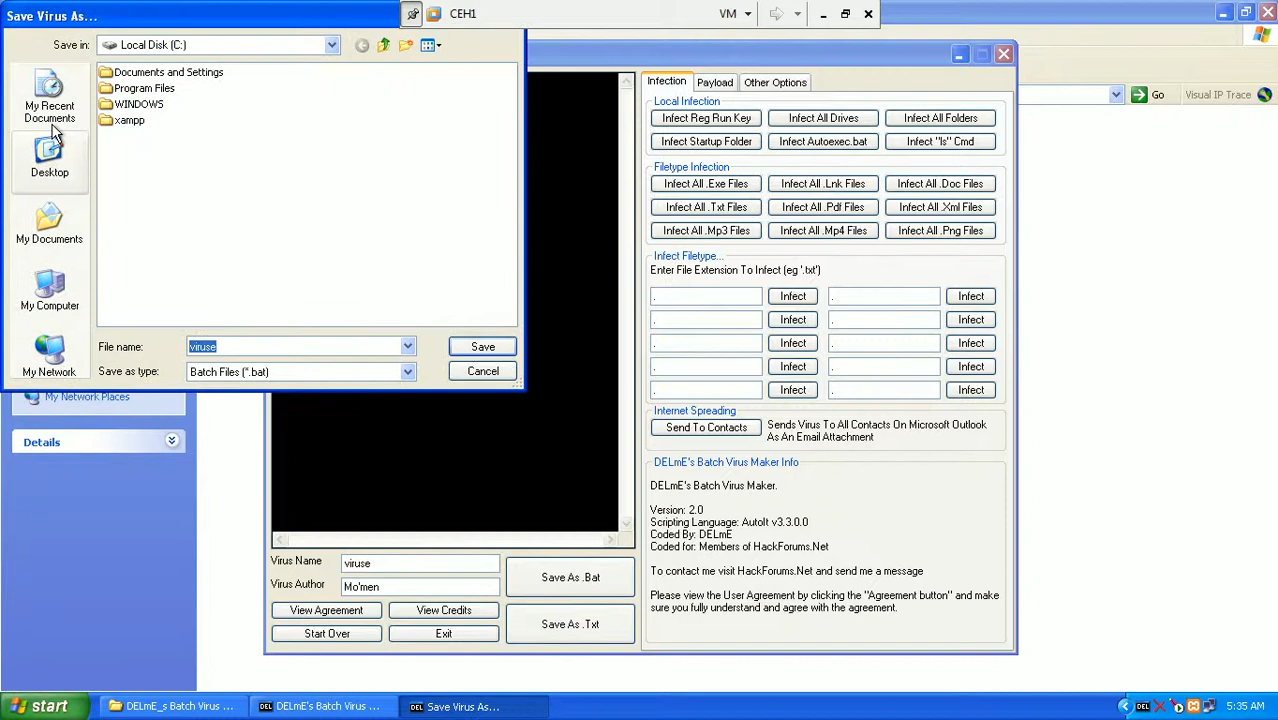 Save Virus As...
CEH1
VM
Save in:
Local Disk (C:)
My Recent
Documents
Desktop
My Documents
My Computer
My Network
Documents and Settings
Program Files
WINDOWS
xampp
File name:
viruse
Save
Save as type:
Batch Files (*.bat)
Cancel
Go
Visual IP Trace
Infection
Payload
Other Options
Local Infection
Infect Reg Run Key
Infect All Drives
Infect All Folders
Infect Startup Folder
Infect Autoexec.bat
Infect "ls" Cmd
Filetype Infection
Infect All .Exe Files
Infect All .Lnk Files
Infect All .Doc Files
Infect All .Txt Files
Infect All .Pdf Files
Infect All .Xml Files
Infect All .Mp3 Files
Infect All .Mp4 Files
Infect All .Png Files
Infect Filetype...
Enter File Extension To Infect (eg '.txt')
. Infect . Infect
. Infect . Infect
. Infect . Infect
. Infect . Infect
. Infect . Infect
Internet Spreading
Send To Contacts
Sends Virus To All Contacts On Microsoft Outlook
As An Email Attachment
DELmE's Batch Virus Maker Info
DELmE's Batch Virus Maker.
Version: 2.0
Scripting Language: AutoIt v3.3.0.0
Coded By: DELmE
Coded for: Members of HackForums.Net
To contact me visit HackForums.Net and send me a message
Please view the User Agreement by clicking the "Agreement button" and make
sure you fully understand and agree with the agreement.
My Network Places
Details
Virus Name
viruse
Virus Author
Mo'men
Save As .Bat
View Agreement
View Credits
Save As .Txt
Start Over
Exit
start
DELmE_s Batch Virus ...
DEL
DELmE's Batch Virus ...
DEL
Save Virus As...
DEL
5:35 AM